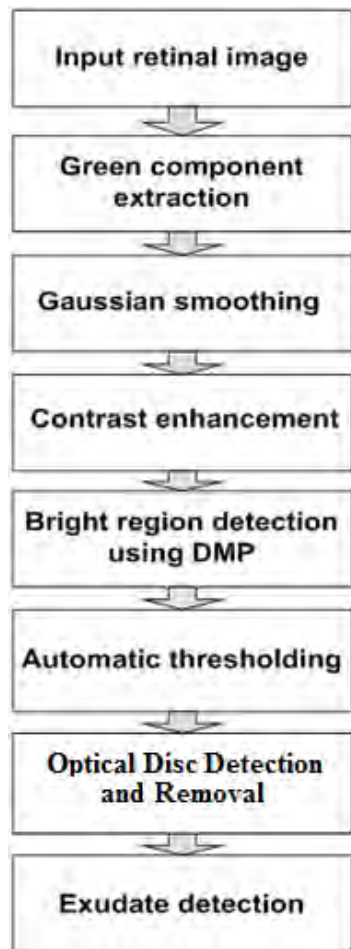 Input retinal image
Green component
extraction
Gaussian smoothing
Contrast enhancement
Bright region detection
using DMP
Automatic thresholding
Optical Disc Detection
and Removal
Exudate detection